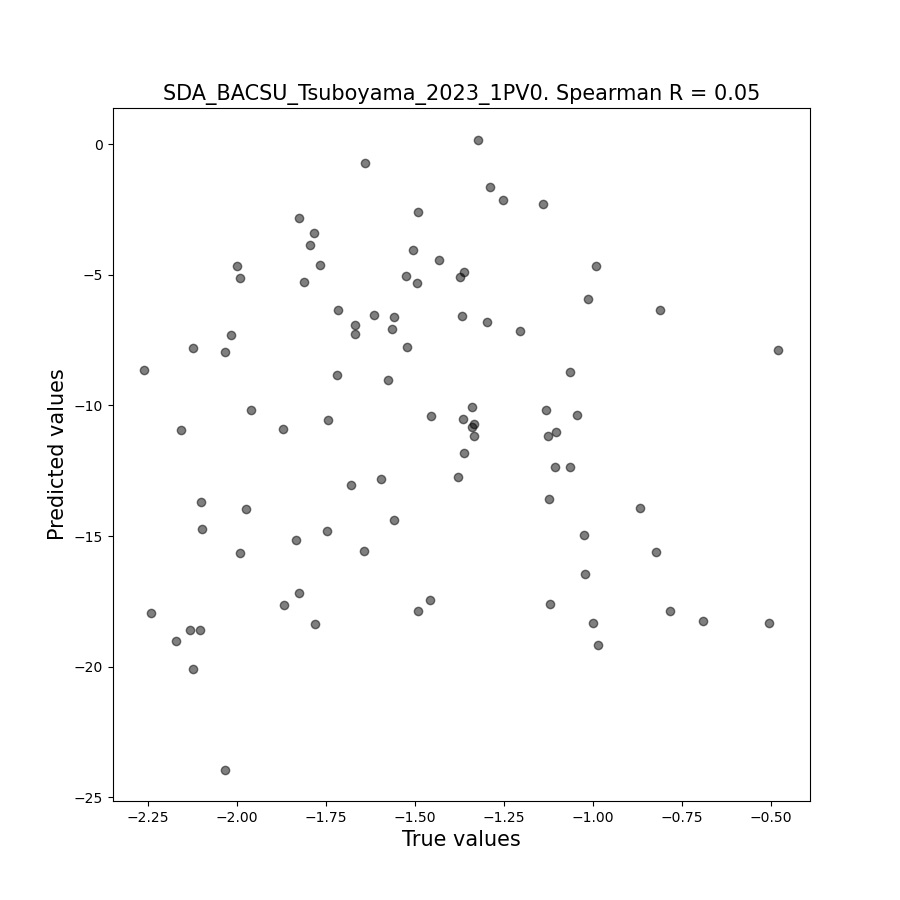 SDA_BACSU_Tsuboyama_2023_1PV0. Spearman R = 0.05
0
−5
−10
−15
−20
−25
Predicted values
−2.25 −2.00 −1.75 −1.50 −1.25 −1.00 −0.75 −0.50
True values